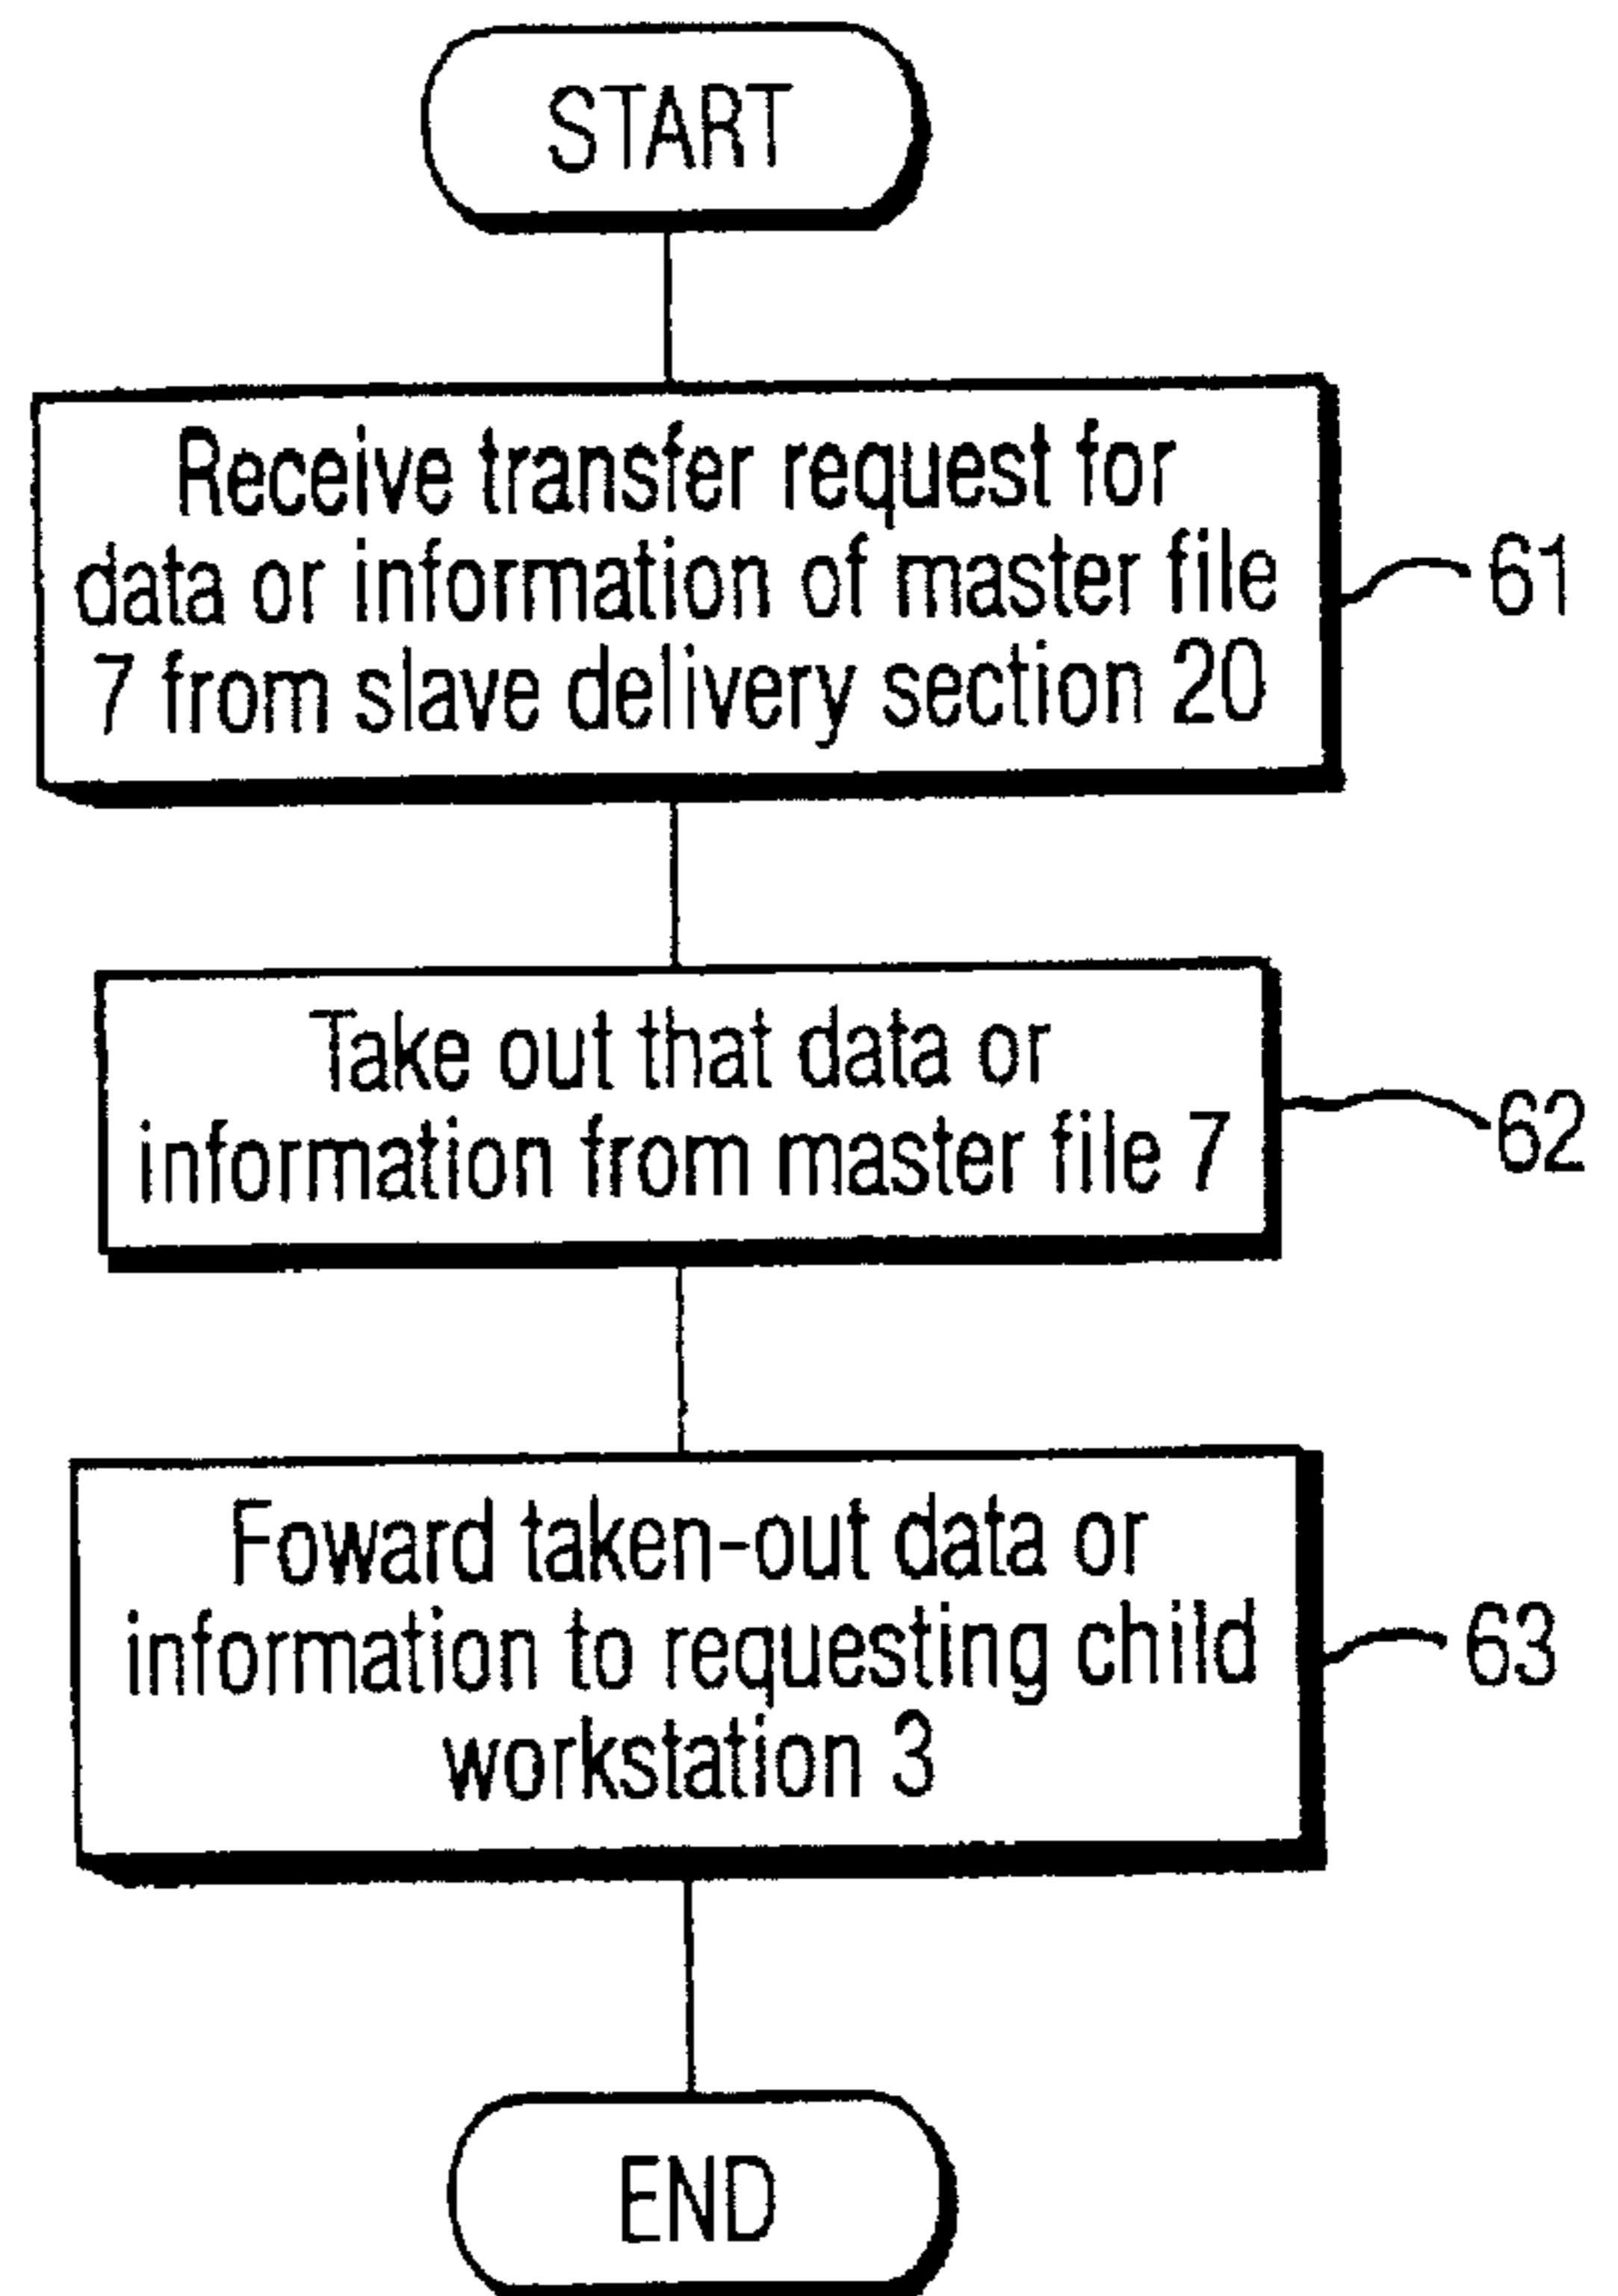 START
Receive transfer request for
data or information of master file
7 from slave delivery section 20
61
Take out that data or
information from master file 7
62
Foward taken-out data or
information to requesting child
workstation 3
63
END